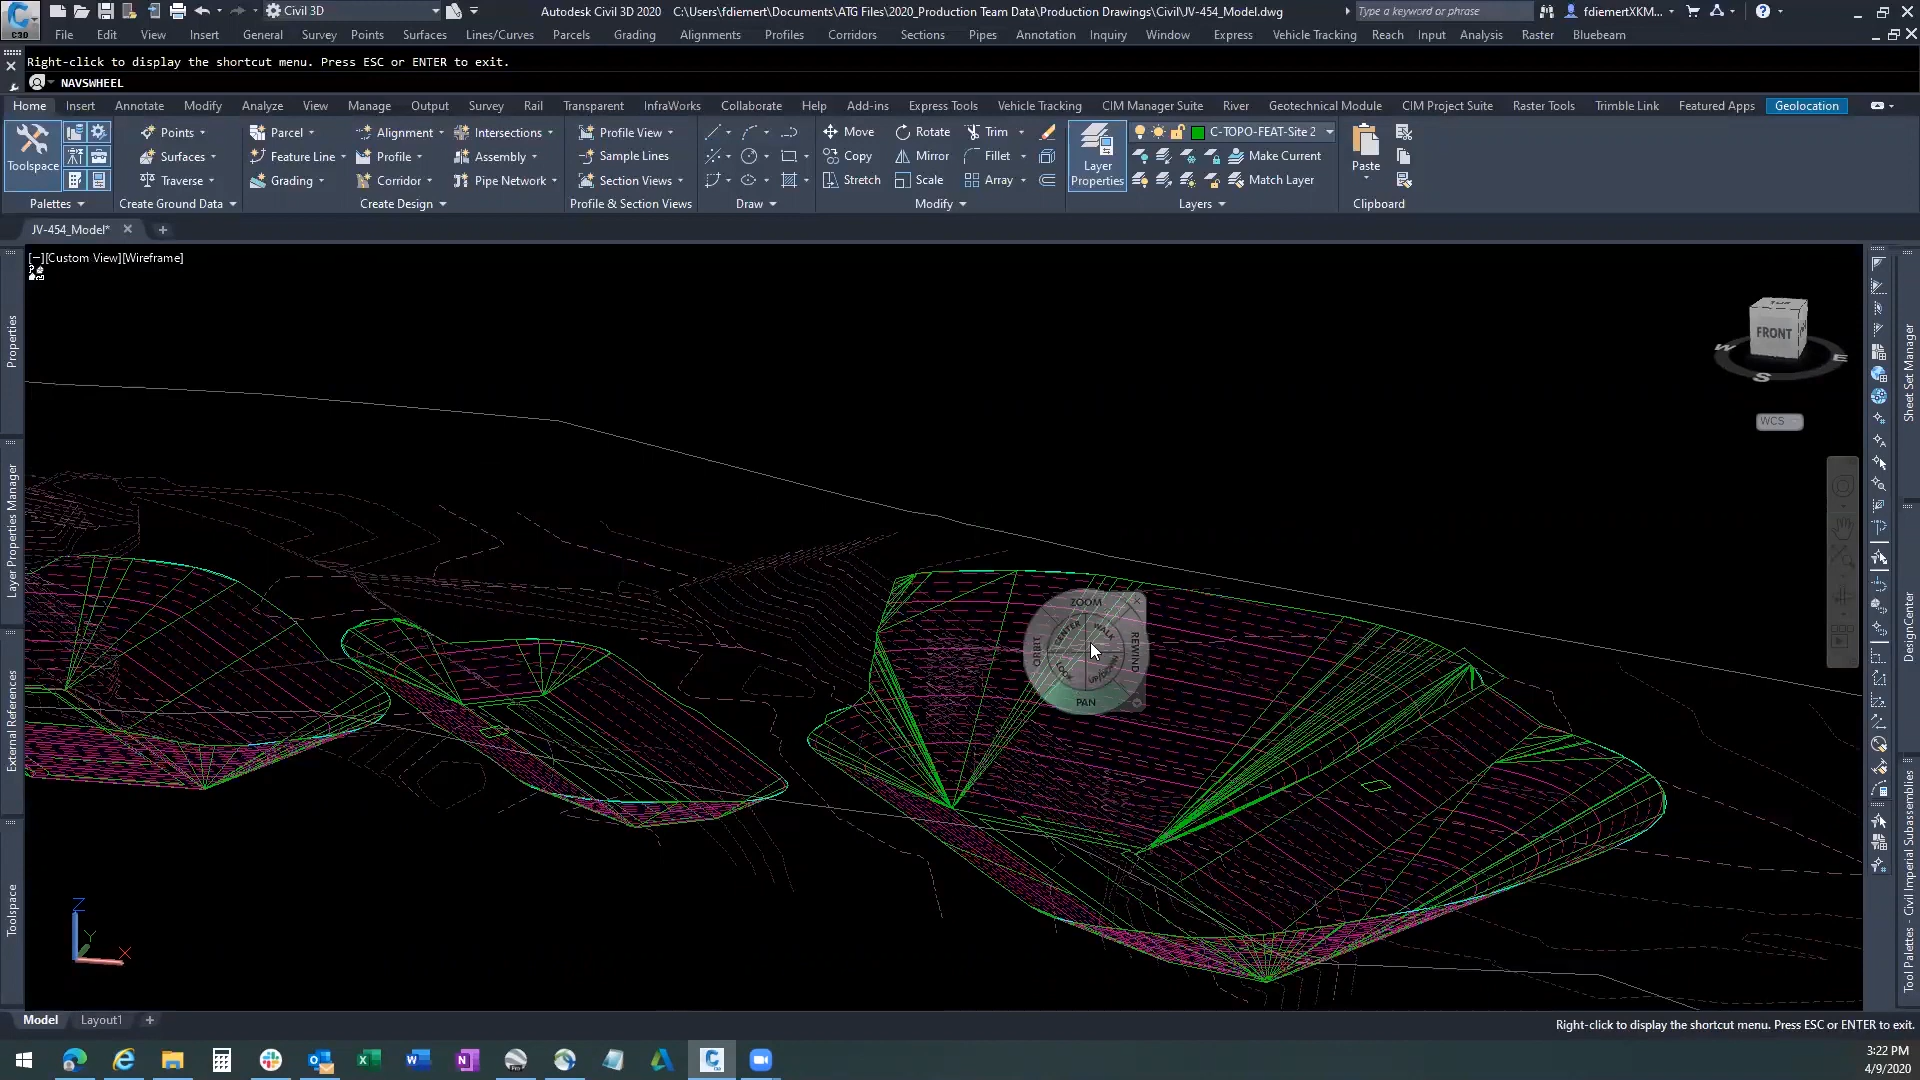 C3D
Civil 3D
Autodesk Civil 3D 2020 C:\Users\fdiemert\Documents\ATG Files\2020_Production Team Data\Production Drawings\Civil\JV-454_Model.dwg
Type a keyword or phrase
fdiemertXKM...
File Edit View Insert General Survey Points Surfaces Lines/Curves Parcels Grading Alignments Profiles Corridors Sections Pipes Annotation Inquiry Window Express Vehicle Tracking Reach Input Analysis Raster Bluebeam
Right-click to display the shortcut menu. Press ESC or ENTER to exit.
NAVSWHEEL
Home Insert Annotate Modify Analyze View Manage Output Survey Rail Transparent InfraWorks Collaborate Help Add-ins Express Tools Vehicle Tracking CIM Manager Suite River Geotechnical Module CIM Project Suite Raster Tools Trimble Link Featured Apps Geolocation
Points Parcel Alignment Intersections Profile View Move Rotate Trim C-TOPO-FEAT-Site 2
Toolspace Surfaces Feature Line Profile Assembly Sample Lines Copy Mirror Fillet Layer Properties Make Current Paste
Traverse Grading Corridor Pipe Network Section Views Stretch Scale Array Match Layer
Palettes Create Ground Data Create Design Profile & Section Views Draw Modify Layers Clipboard
JV-454_Model*
[−][Custom View][Wireframe]
TOP
FRONT
W
S
E
WCS
Properties
Layer Properties Manager
External References
Toolspace
Sheet Set Manager
DesignCenter
Tool Palettes - Civil Imperial Subassemblies
ZOOM
CENTER
WALK
ORBIT
REWIND
LOOK
UP/DOWN
PAN
Z
Y
X
Model Layout1
Right-click to display the shortcut menu. Press ESC or ENTER to exit.
3:22 PM
4/9/2020